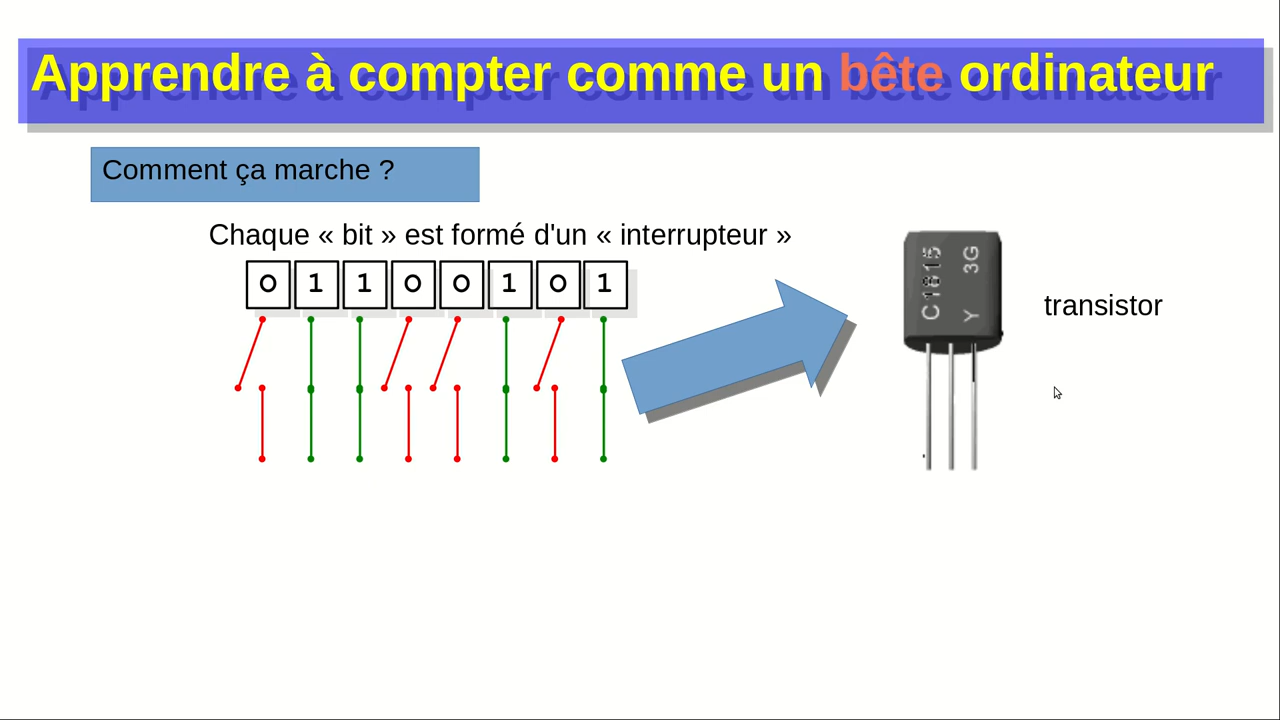 Apprendre à compter comme un bête ordinateur
Comment ça marche ?
Chaque « bit » est formé d'un « interrupteur »
0 1 1 0 0 1 0 1
C1815
Y 3G
transistor